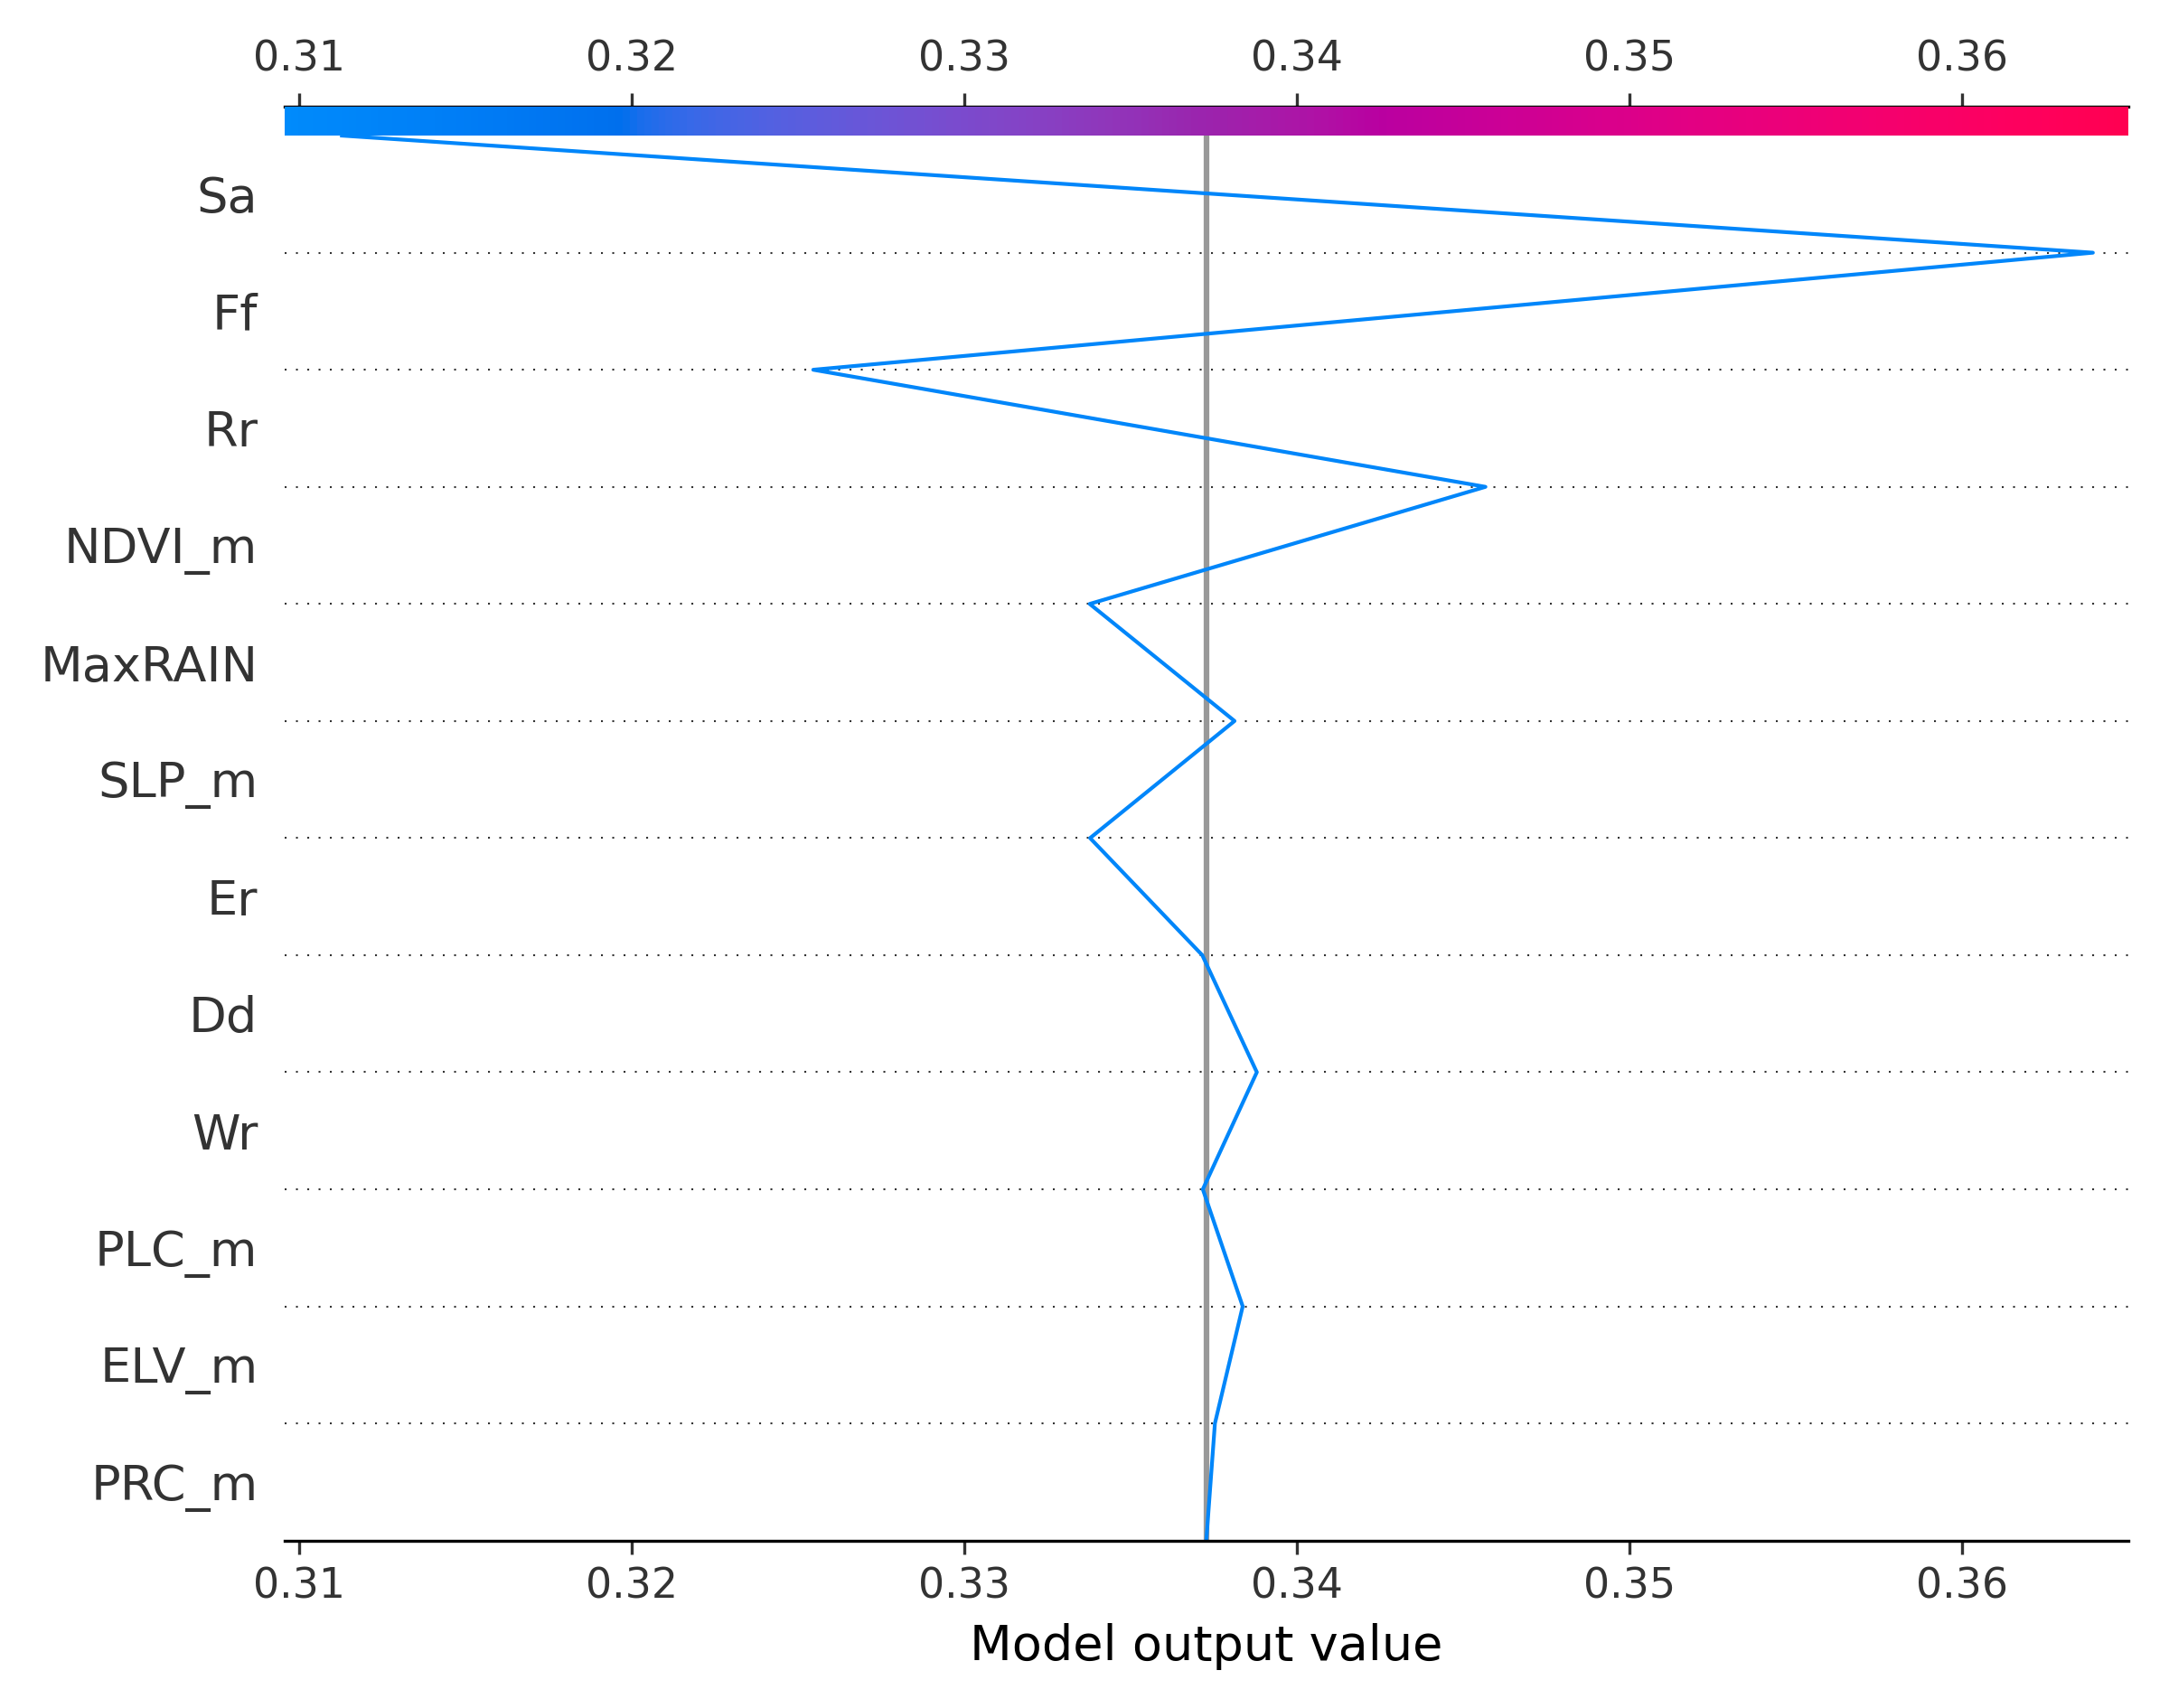 0.31 0.32 0.33 0.34 0.35 0.36
Sa
Ff
Rr
NDVI_m
MaxRAIN
SLP_m
Er
Dd
Wr
PLC_m
ELV_m
PRC_m
0.31 0.32 0.33 0.34 0.35 0.36
Model output value